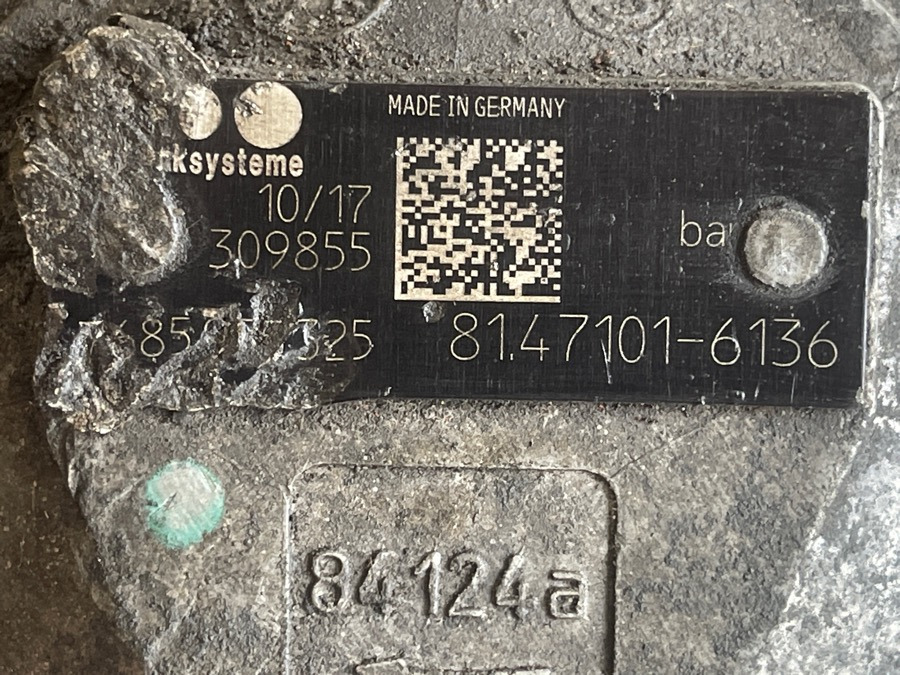 MADE IN GERMANY
ksysteme
10/17
309855
ba
81.47101-6136
84124a